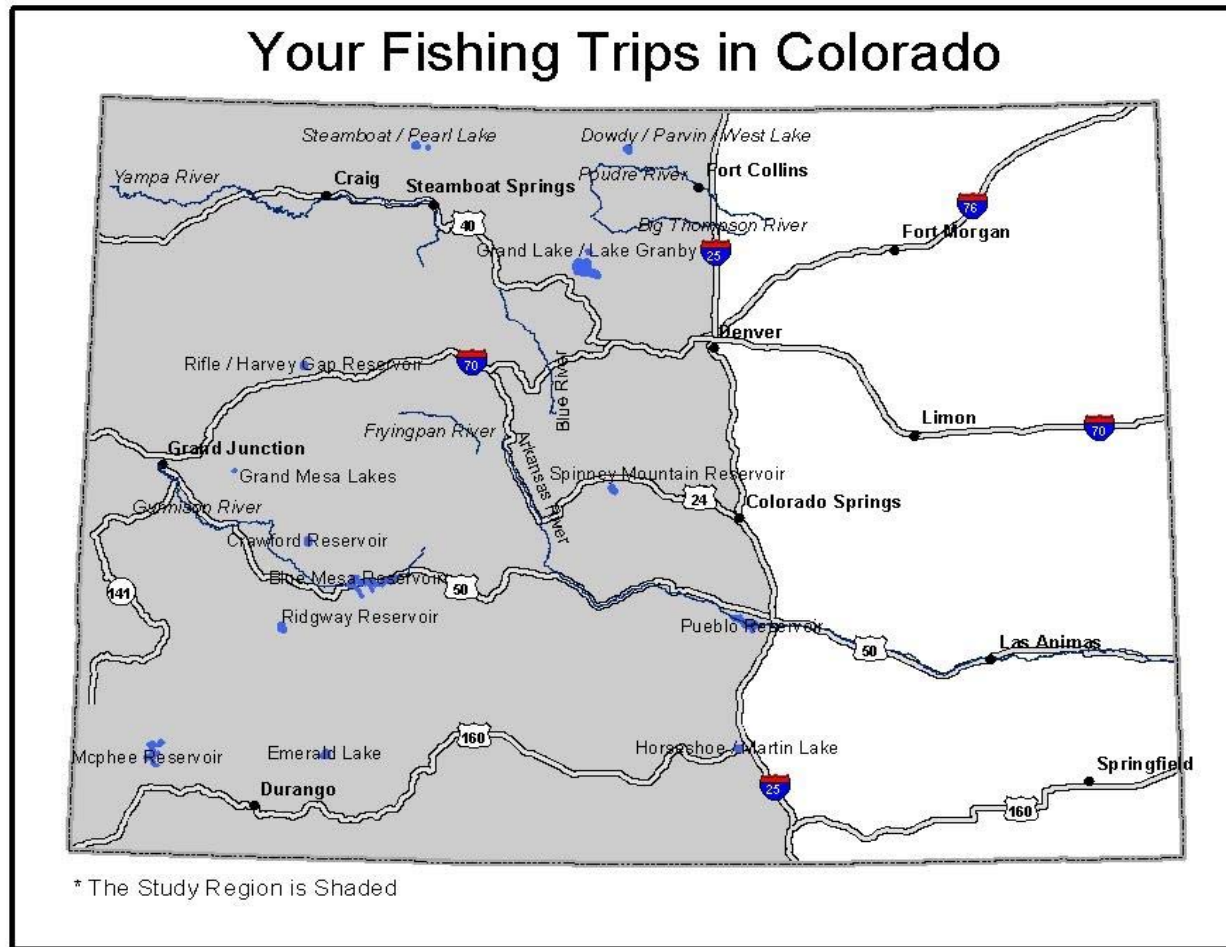 Your Fishing Trips in Colorado
Steamboat / Pearl Lake
Dowdy / Parvin / West Lake
Yampa River
Craig
Steamboat Springs
Poudre River
Fort Collins
76
40
Big Thompson River
Grand Lake / Lake Granby
25
Fort Morgan
Denver
Rifle / Harvey Gap Reservoir
70
Blue River
Limon
70
Fryingpan River
Arkansas River
Grand Junction
Grand Mesa Lakes
Spinney Mountain Reservoir
24
Colorado Springs
Gunnison River
Crawford Reservoir
Blue Mesa Reservoir
50
141
Ridgway Reservoir
Pueblo Reservoir
50
Las Animas
160
Mcphee Reservoir
Emerald Lake
Horseshoe / Martin Lake
Springfield
25
Durango
160
* The Study Region is Shaded